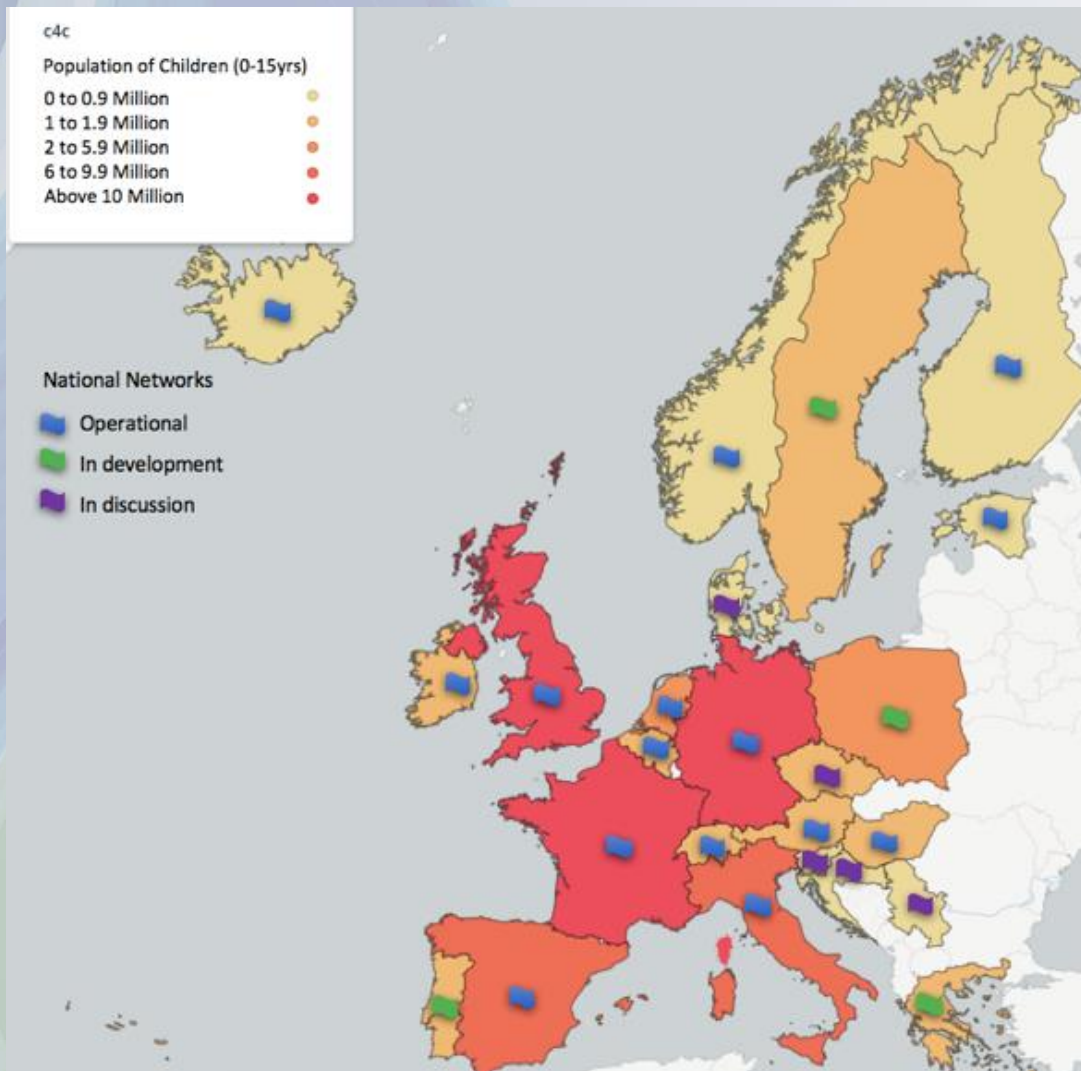 c4c
Population of Children (0-15yrs)
0 to 0.9 Million
1 to 1.9 Million
2 to 5.9 Million
6 to 9.9 Million
Above 10 Million
National Networks
Operational
In development
In discussion